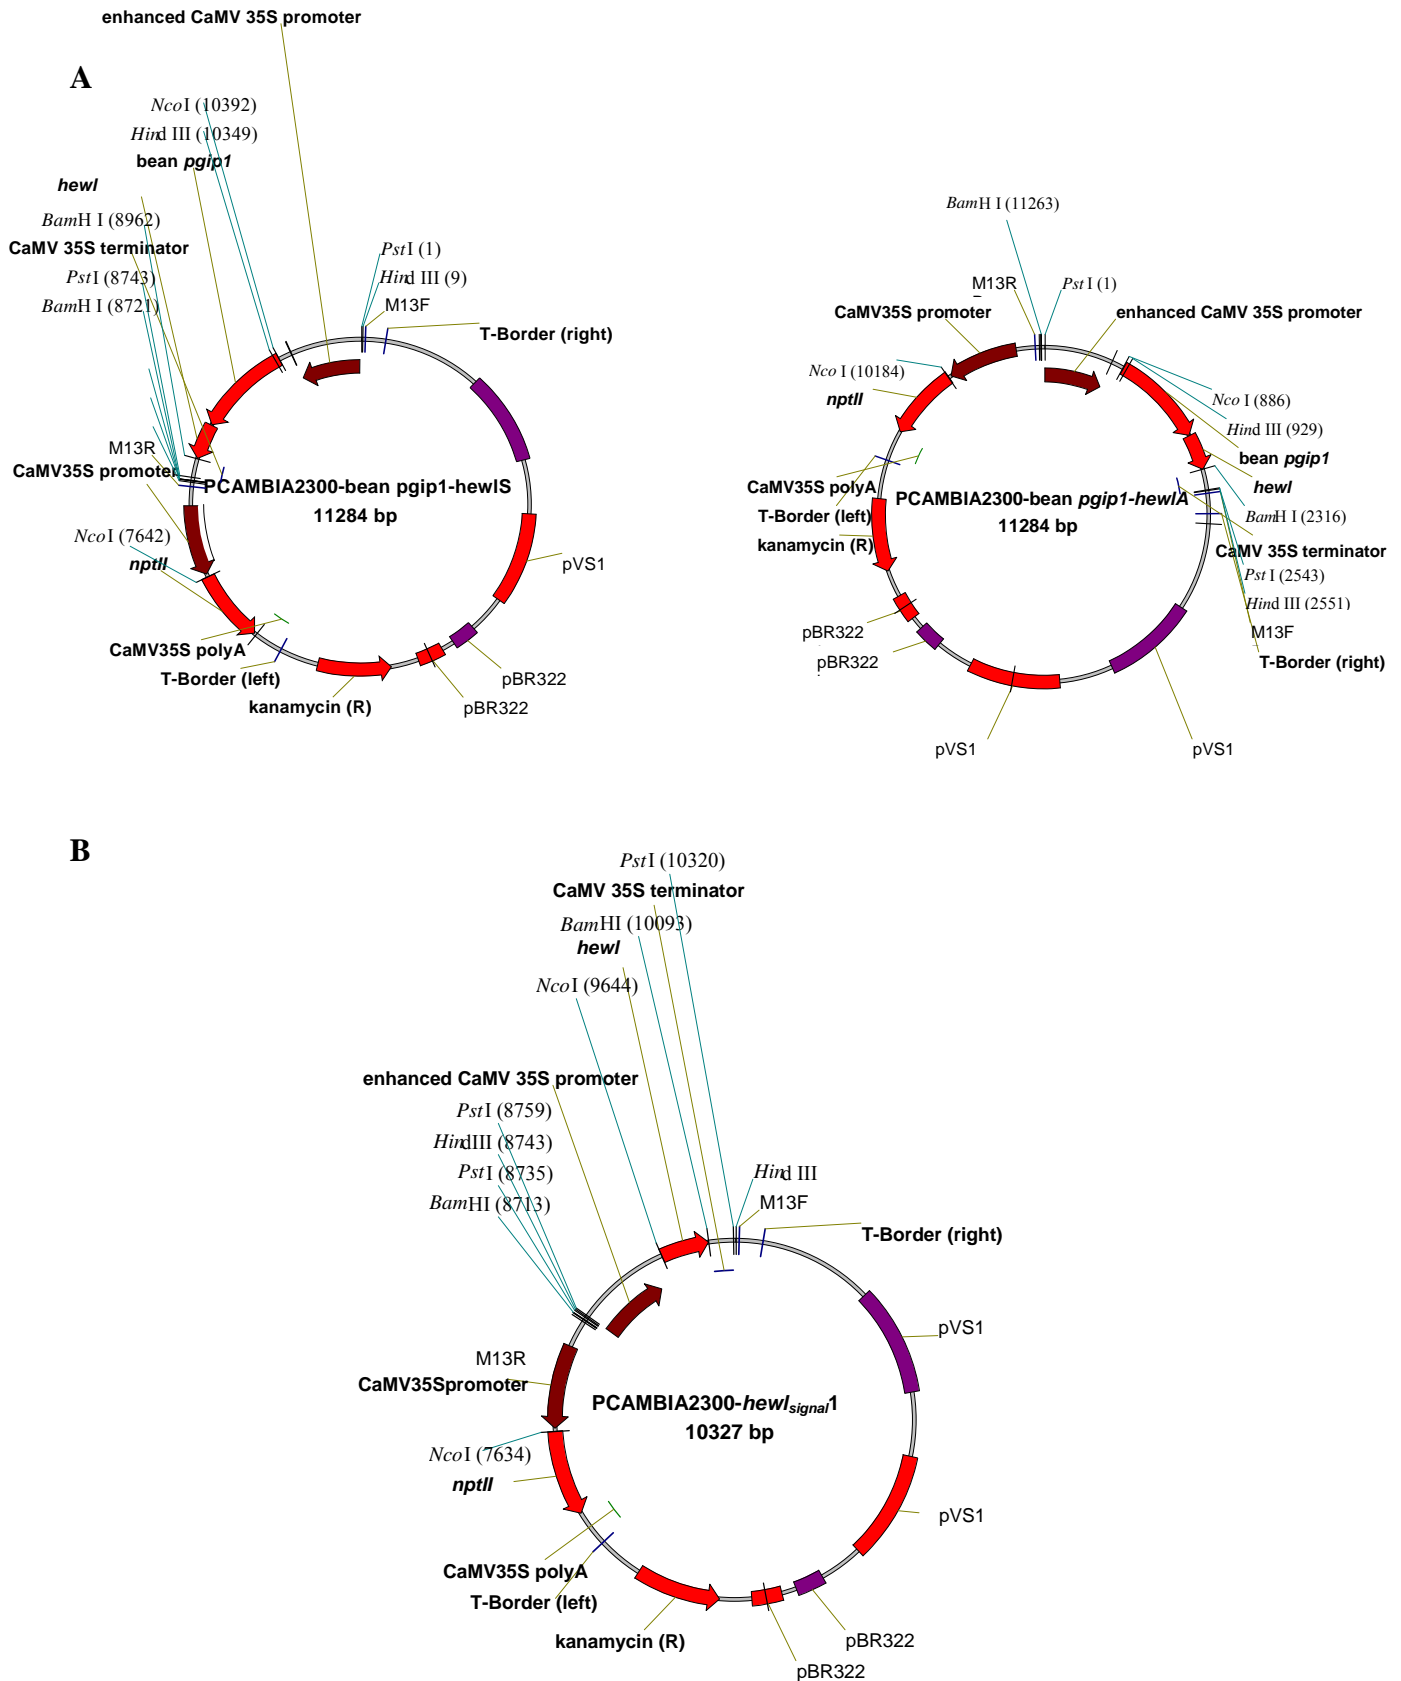 enhanced CaMV 35S promoter
A
NcoI (10392)
Hind III (10349)
bean pgip1
hewl
BamH I (8962)
CaMV 35S terminator
PstI (8743)
BamH I (8721)
PstI (1)
Hind III (9)
M13F
T-Border (right)
M13R
CaMV35S promoter
PCAMBIA2300-bean pgip1-hewlS
11284 bp
NcoI (7642)
nptII
pVS1
CaMV35S polyA
T-Border (left)
kanamycin (R)
pBR322
pBR322
BamH I (11263)
M13R
PstI (1)
CaMV35S promoter
enhanced CaMV 35S promoter
Nco I (10184)
nptII
Nco I (886)
Hind III (929)
bean pgip1
hewl
CaMV35S polyA
T-Border (left)
kanamycin (R)
PCAMBIA2300-bean pgip1-hewlA
11284 bp
BamH I (2316)
CaMV 35S terminator
Pst I (2543)
Hind III (2551)
M13F
T-Border (right)
pBR322
pBR322
pVS1
pVS1
B
PstI (10320)
CaMV 35S terminator
BamHI (10093)
hewl
NcoI (9644)
enhanced CaMV 35S promoter
PstI (8759)
HindIII (8743)
PstI (8735)
BamHI (8713)
Hind III
M13F
T-Border (right)
pVS1
M13R
CaMV35Spromoter
PCAMBIA2300-hewlsignal1
10327 bp
NcoI (7634)
nptII
pVS1
CaMV35S polyA
T-Border (left)
kanamycin (R)
pBR322
pBR322